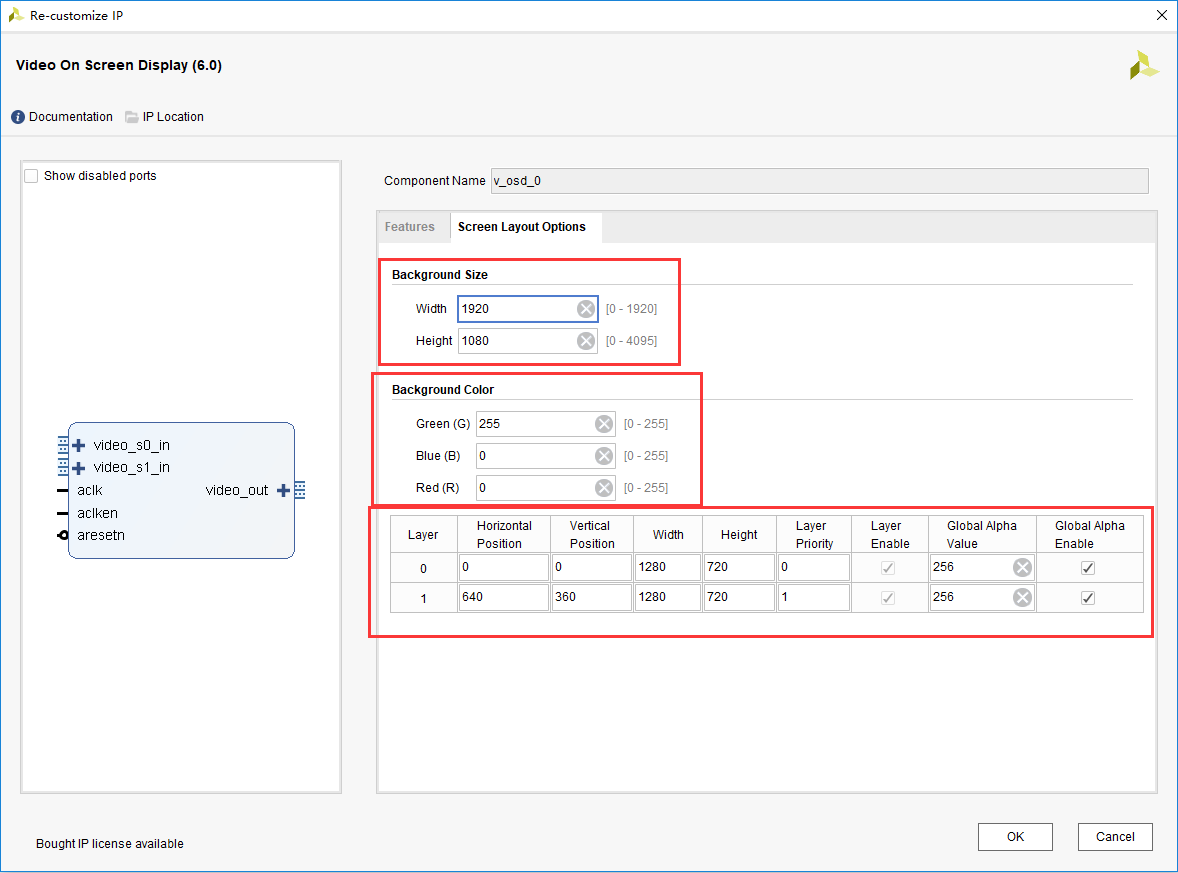 Re-customize IP
Video On Screen Display (6.0)
Documentation IP Location
Show disabled ports
video_s0_in
video_s1_in
aclk
aclken
aresetn
video_out
Component Name v_osd_0
Features Screen Layout Options
Background Size
Width 1920 [0 - 1920]
Height 1080 [0 - 4095]
Background Color
Green (G) 255 [0 - 255]
Blue (B) 0 [0 - 255]
Red (R) 0 [0 - 255]
Layer Horizontal Position Vertical Position Width Height Layer Priority Layer Enable Global Alpha Value Global Alpha Enable
0 0 0 1280 720 0 256
1 640 360 1280 720 1 256
Bought IP license available
OK Cancel